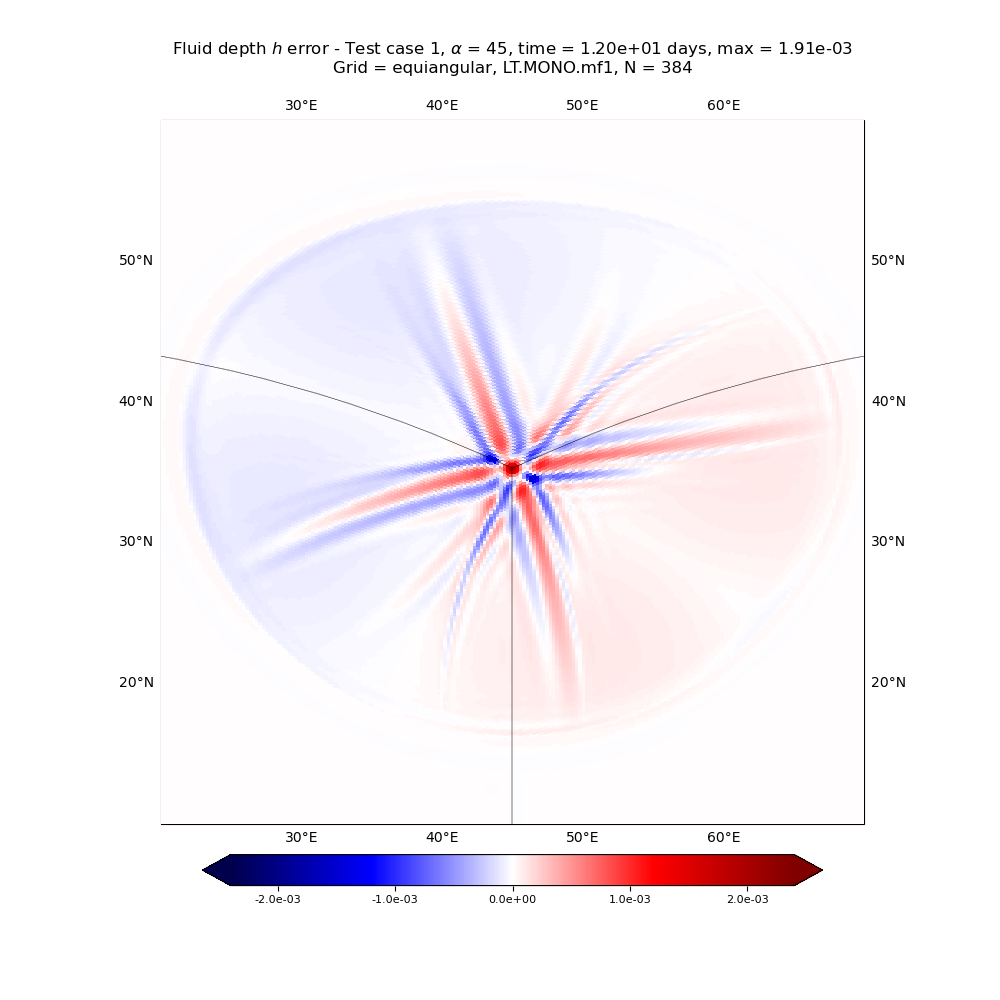 Fluid depth h error - Test case 1, α = 45, time = 1.20e+01 days, max = 1.91e-03
Grid = equiangular, LT.MONO.mf1, N = 384
30°E 40°E 50°E 60°E
50°N 50°N
40°N 40°N
30°N 30°N
20°N 20°N
30°E 40°E 50°E 60°E
-2.0e-03 -1.0e-03 0.0e+00 1.0e-03 2.0e-03